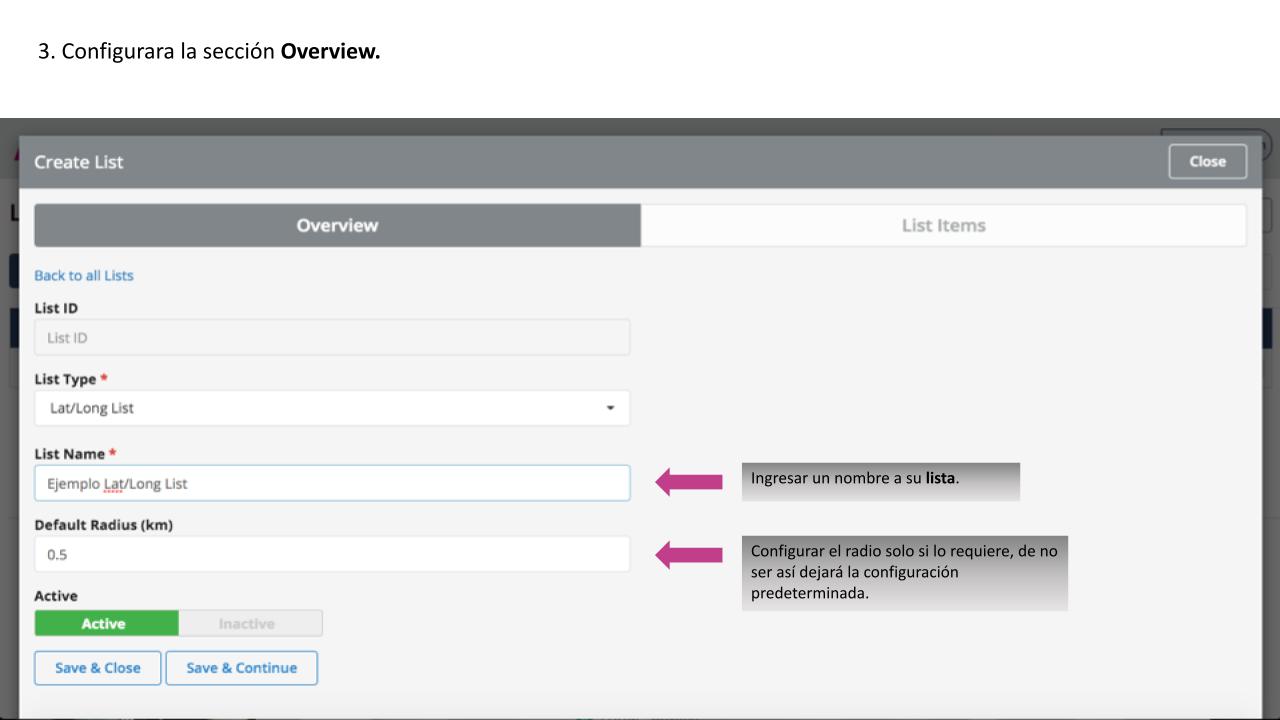 3. Configurara la sección Overview.
Create List
Close
Overview
List Items
Back to all Lists
List ID
List ID
List Type *
Lat/Long List
List Name *
Ejemplo Lat/Long List
Ingresar un nombre a su lista.
Default Radius (km)
0.5
Configurar el radio solo si lo requiere, de no
ser así dejará la configuración
predeterminada.
Active
Active
Inactive
Save & Close
Save & Continue